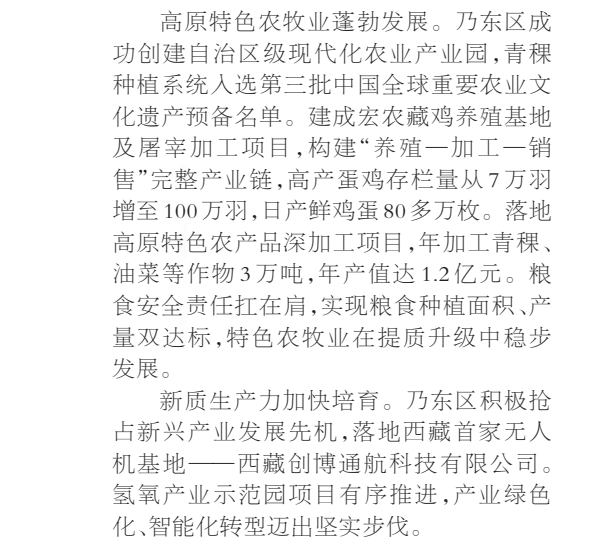 高原特色农牧业蓬勃发展。乃东区成
功创建自治区级现代化农业产业园,青稞
种植系统入选第三批中国全球重要农业文
化遗产预备名单。建成宏农藏鸡养殖基地
及屠宰加工项目,构建“养殖—加工—销
售”完整产业链,高产蛋鸡存栏量从7万羽
增至100万羽,日产鲜鸡蛋80多万枚。落地
高原特色农产品深加工项目,年加工青稞、
油菜等作物3万吨,年产值达1.2亿元。粮
食安全责任扛在肩,实现粮食种植面积、产
量双达标,特色农牧业在提质升级中稳步
发展。
新质生产力加快培育。乃东区积极抢
占新兴产业发展先机,落地西藏首家无人
机基地——西藏创博通航科技有限公司。
氢氧产业示范园项目有序推进,产业绿色
化、智能化转型迈出坚实步伐。